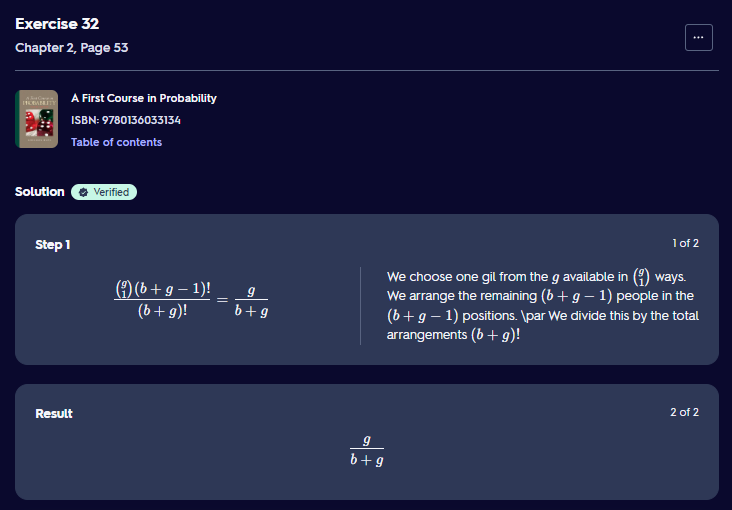 Exercise 32
Chapter 2, Page 53
...
A First Course in Probability
ISBN: 9780136033134
Table of contents
Solution Verified
Step 1
1 of 2
\frac{\binom{g}{1}(b+g-1)!}{(b+g)!} = \frac{g}{b+g}
We choose one gil from the g available in \binom{g}{1} ways.
We arrange the remaining (b + g − 1) people in the
(b + g − 1) positions. \par We divide this by the total
arrangements (b + g)!
Result
2 of 2
\frac{g}{b+g}